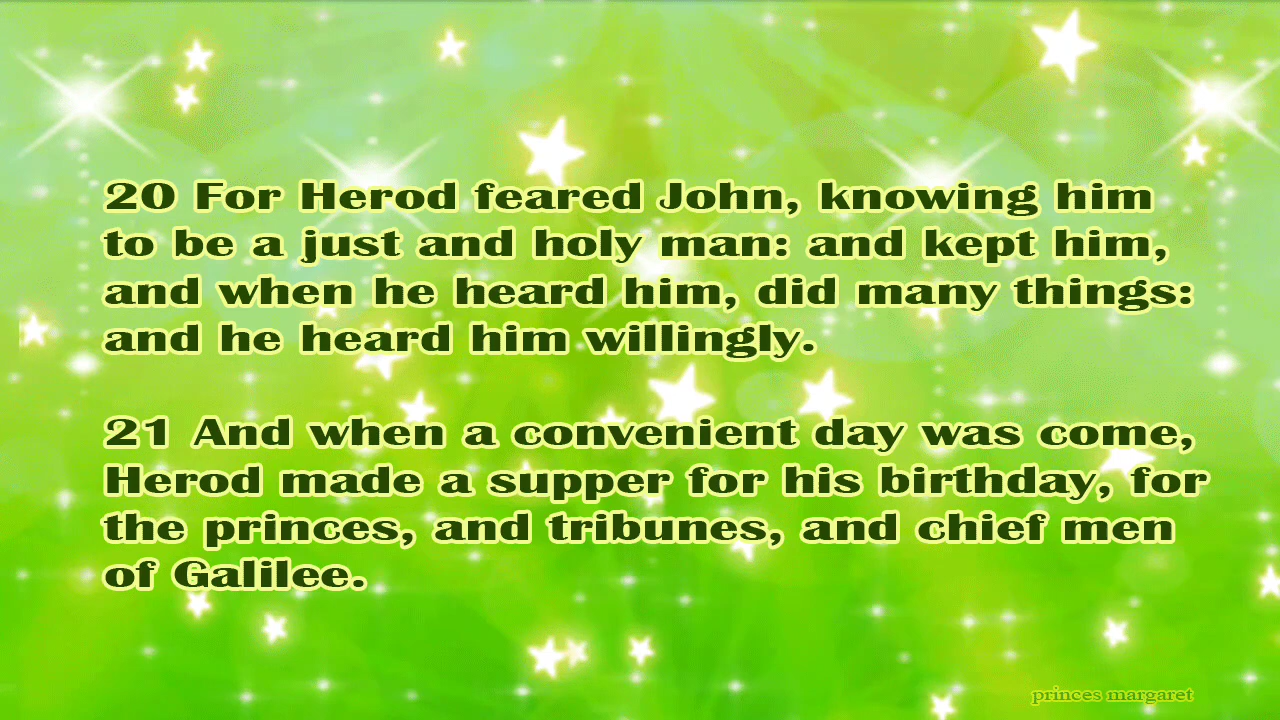 20 For Herod feared John, knowing him
to be a just and holy man: and kept him,
and when he heard him, did many things:
and he heard him willingly.
21 And when a convenient day was come,
Herod made a supper for his birthday, for
the princes, and tribunes, and chief men
of Galilee.
princes margaret